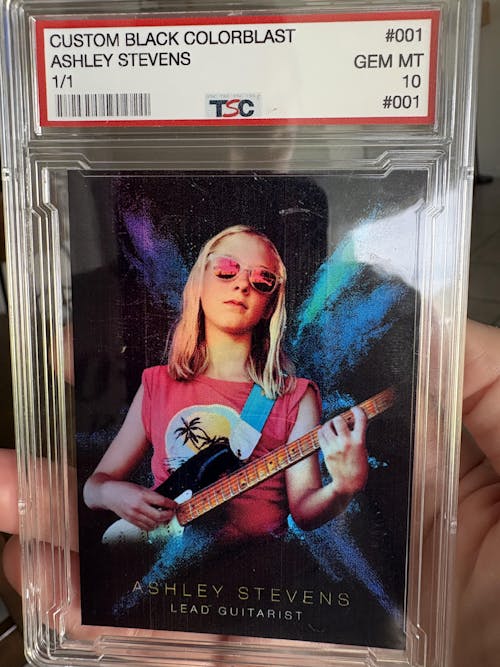 CUSTOM BLACK COLORBLAST #001
ASHLEY STEVENS GEM MT
1/1 10
TSC #001
ASHLEY STEVENS
LEAD GUITARIST